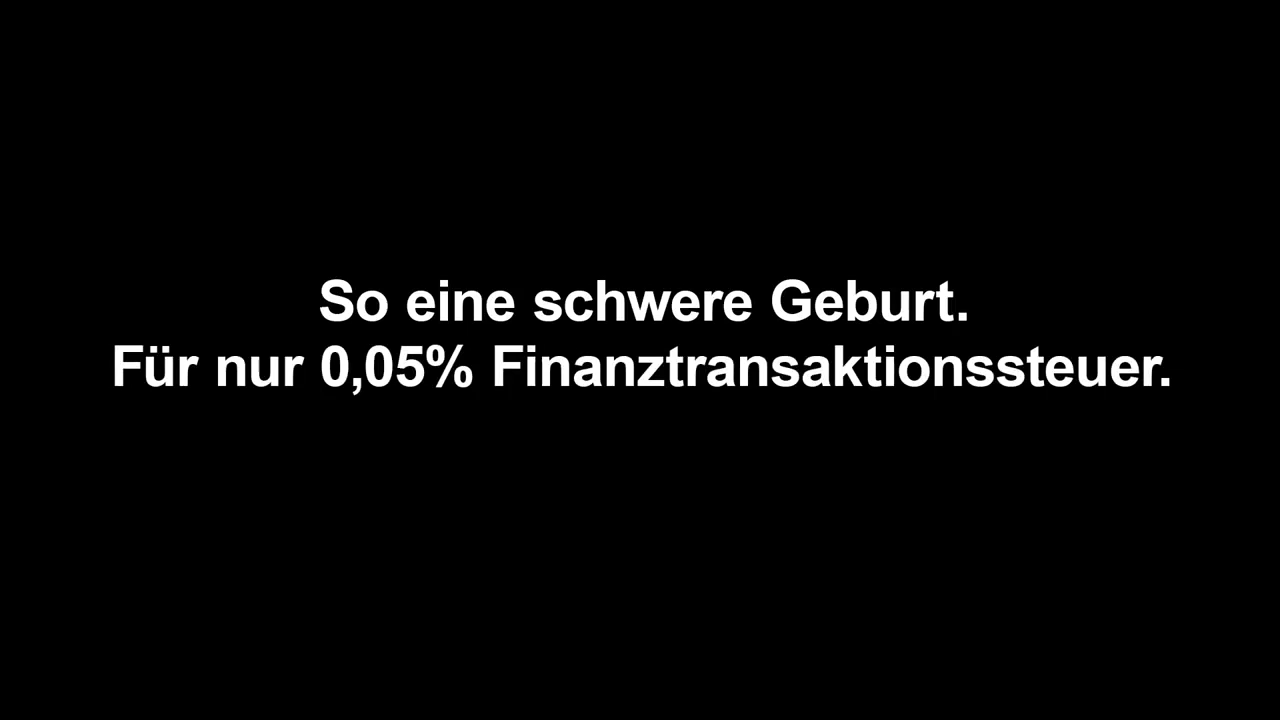 So eine schwere Geburt.
Für nur 0,05% Finanztransaktionssteuer.